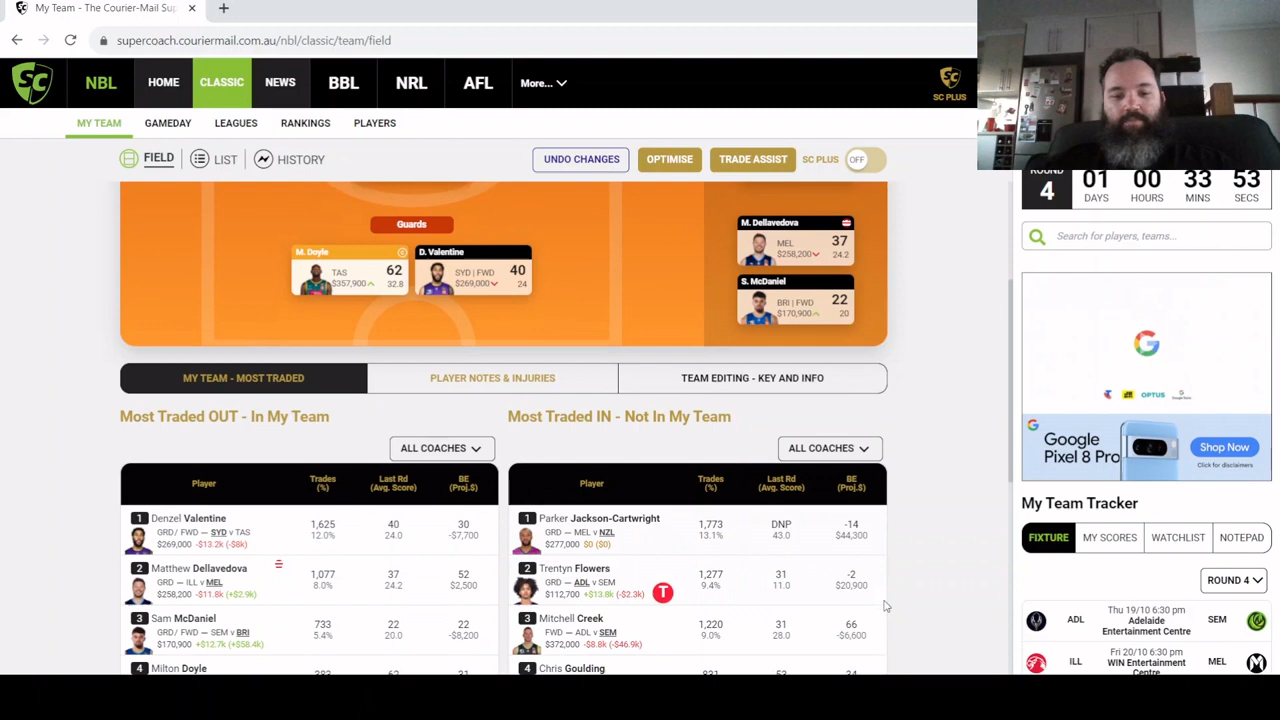 My Team - The Courier-Mail Sup
supercoach.couriermail.com.au/nbl/classic/team/field
SC NBL HOME CLASSIC NEWS BBL NRL AFL More... SC PLUS
MY TEAM GAMEDAY LEAGUES RANKINGS PLAYERS
FIELD LIST HISTORY UNDO CHANGES OPTIMISE TRADE ASSIST SC PLUS OFF
ROUND 4 01 DAYS 00 HOURS 33 MINS 53 SECS
Search for players, teams...
Guards
M. Doyle C
TAS 62
$357,900 32.8
D. Valentine
SYD | FWD 40
$269,000 24
M. Dellavedova
MEL 37
$258,200 24.2
S. McDaniel
BRI | FWD 22
$170,900 20
MY TEAM - MOST TRADED PLAYER NOTES & INJURIES TEAM EDITING - KEY AND INFO
Most Traded OUT - In My Team
ALL COACHES
Player Trades (%) Last Rd (Avg. Score) BE (Proj.$)
1 Denzel Valentine 1,625 40 30
GRD/ FWD — SYD v TAS 12.0% 24.0 -$7,700
$269,000 -$13.2k (-$8k)
2 Matthew Dellavedova 1,077 37 52
GRD — ILL v MEL 8.0% 24.2 $2,500
$258,200 -$11.8k (+$2.9k)
3 Sam McDaniel 733 22 22
GRD/ FWD — SEM v BRI 5.4% 20.0 -$8,200
$170,900 +$12.7k (+$58.4k)
4 Milton Doyle
Most Traded IN - Not In My Team
ALL COACHES
Player Trades (%) Last Rd (Avg. Score) BE (Proj.$)
1 Parker Jackson-Cartwright 1,773 DNP -14
GRD — MEL v NZL 13.1% 43.0 $44,300
$277,000 $0 ($0)
2 Trentyn Flowers 1,277 31 -2
GRD — ADL v SEM 9.4% 11.0 $20,900
$112,700 +$13.8k (-$2.3k) T
3 Mitchell Creek 1,220 31 66
FWD — ADL v SEM 9.0% 28.0 -$6,600
$372,000 -$8.8k (-$46.9k)
4 Chris Goulding
Google
OPTUS
Google
Pixel 8 Pro
Shop Now
Click for disclaimers
My Team Tracker
FIXTURE MY SCORES WATCHLIST NOTEPAD
ROUND 4
ADL Thu 19/10 6:30 pm SEM
Adelaide
Entertainment Centre
ILL Fri 20/10 6:30 pm MEL
WIN Entertainment
Centre